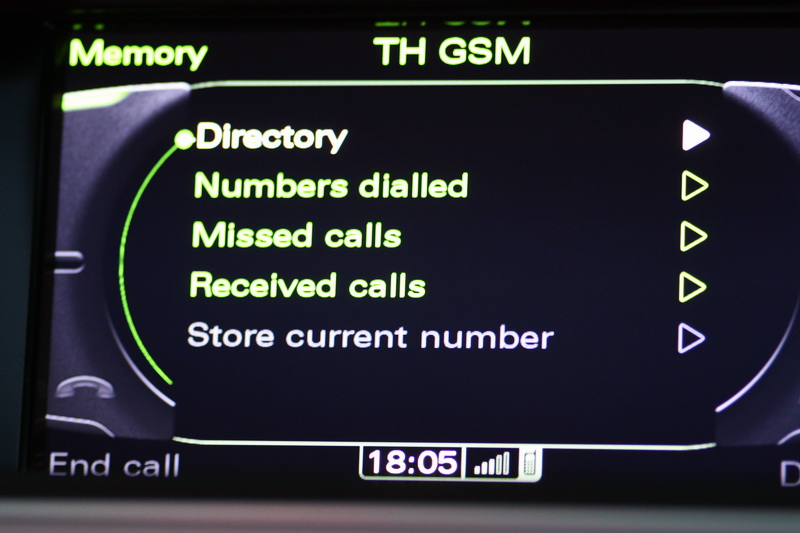 Memory
TH GSM
Directory
Numbers dialled
Missed calls
Received calls
Store current number
End call
18:05